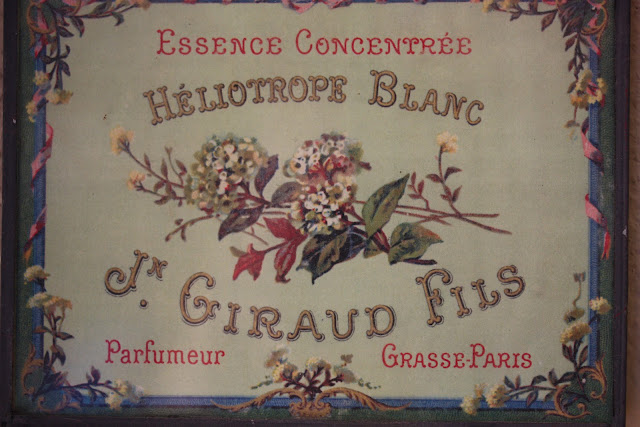 Essence Concentrée
Héliotrope Blanc
Jn. Giraud Fils
Parfumeur Grasse-Paris